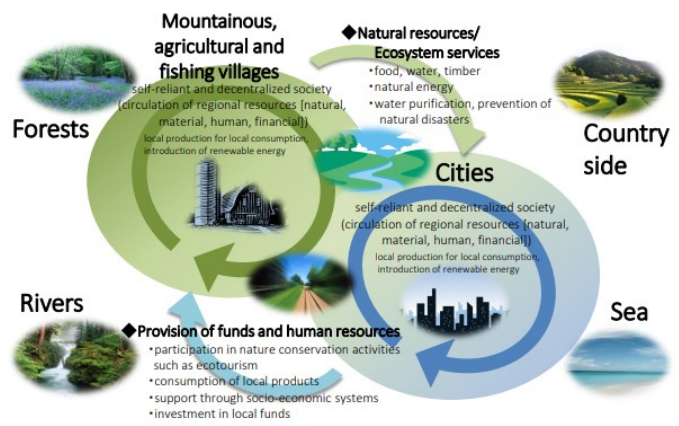 Mountainous,
agricultural and
fishing villages
self-reliant and decentralized society
(circulation of regional resources [natural,
material, human, financial])
local production for local consumption,
introduction of renewable energy
◆Natural resources/
Ecosystem services
・food, water, timber
・natural energy
・water purification, prevention of
natural disasters
Forests
Country
side
Cities
self-reliant and decentralized society
(circulation of regional resources [natural,
material, human, financial])
local production for local consumption,
introduction of renewable energy
Rivers
Sea
◆Provision of funds and human resources
・participation in nature conservation activities
such as ecotourism
・consumption of local products
・support through socio-economic systems
・investment in local funds